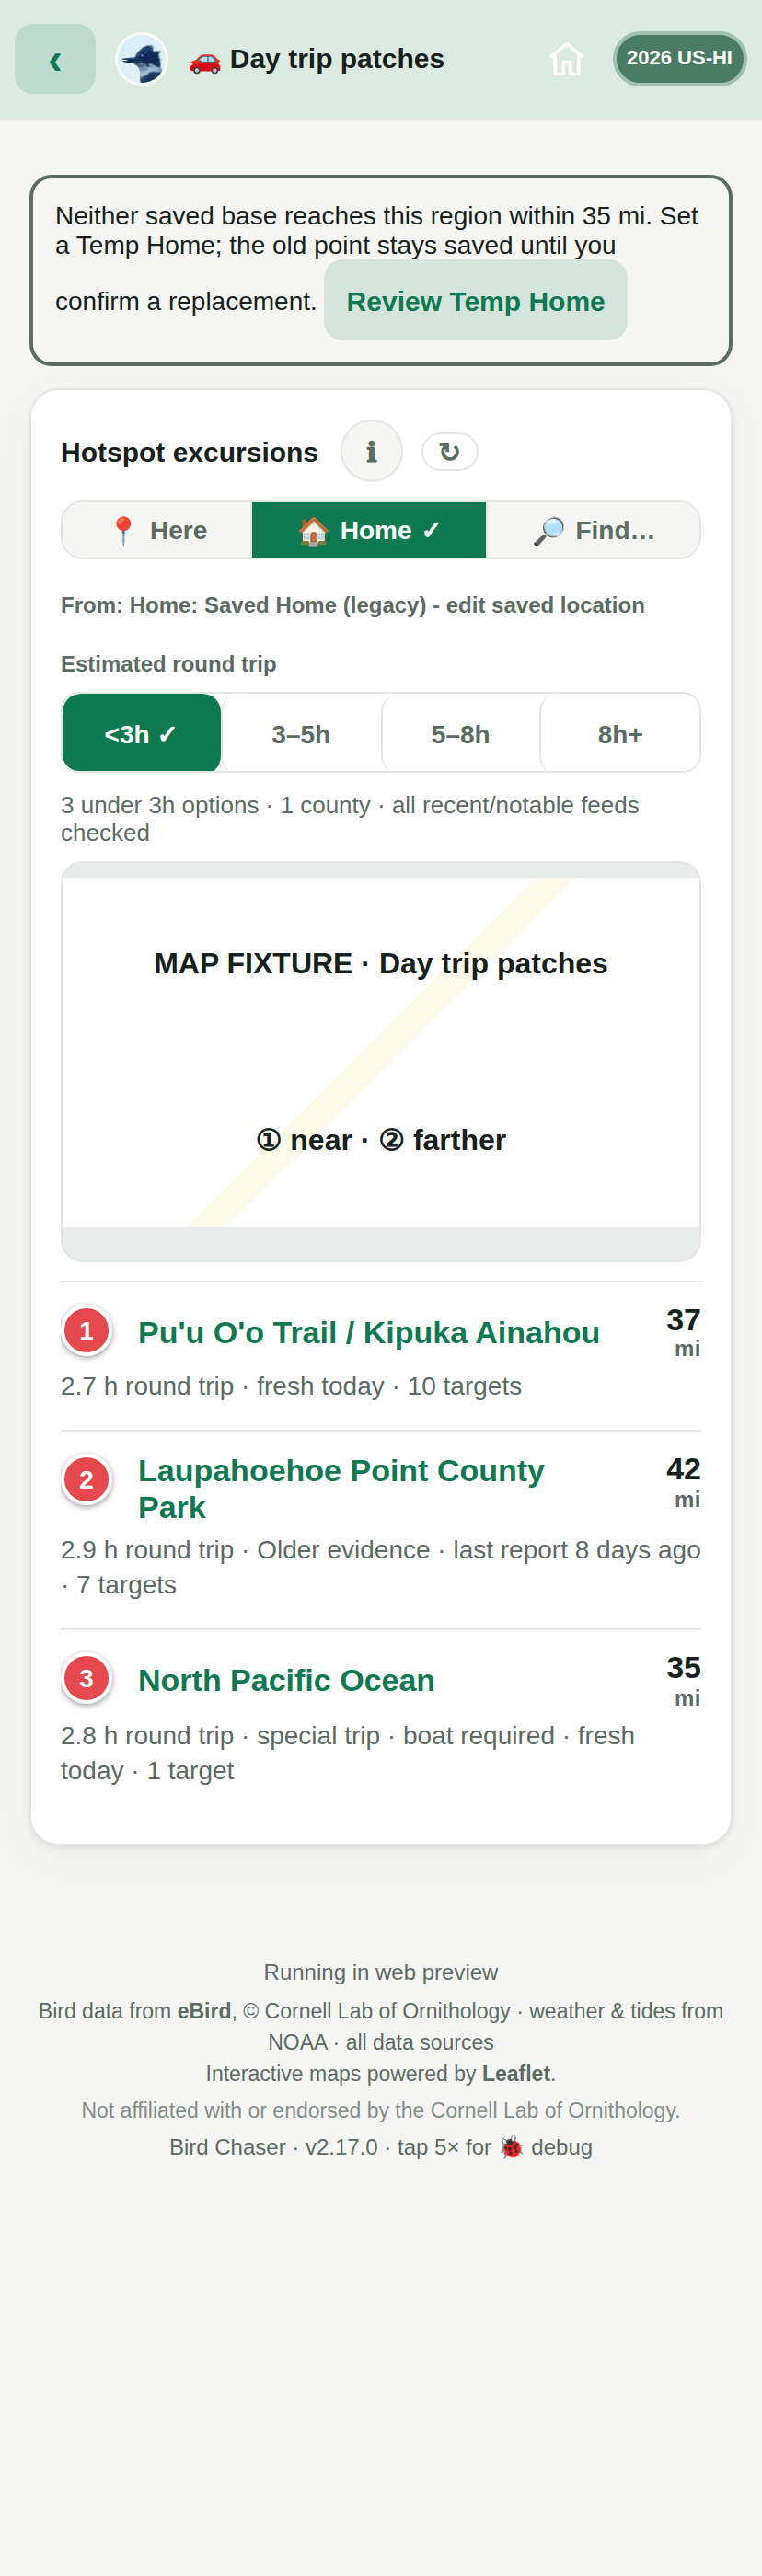 ‹ 🚗 Day trip patches 2026 US-HI
Neither saved base reaches this region within 35 mi. Set
a Temp Home; the old point stays saved until you
confirm a replacement. Review Temp Home
Hotspot excursions ℹ ↻
📍 Here 🏠 Home ✓ 🔎 Find…
From: Home: Saved Home (legacy) - edit saved location
Estimated round trip
<3h ✓ 3–5h 5–8h 8h+
3 under 3h options · 1 county · all recent/notable feeds
checked
MAP FIXTURE · Day trip patches
① near · ② farther
1 Pu'u O'o Trail / Kipuka Ainahou 37
mi
2.7 h round trip · fresh today · 10 targets
2 Laupahoehoe Point County 42
Park mi
2.9 h round trip · Older evidence · last report 8 days ago
· 7 targets
3 North Pacific Ocean 35
mi
2.8 h round trip · special trip · boat required · fresh
today · 1 target
Running in web preview
Bird data from eBird, © Cornell Lab of Ornithology · weather & tides from
NOAA · all data sources
Interactive maps powered by Leaflet.
Not affiliated with or endorsed by the Cornell Lab of Ornithology.
Bird Chaser · v2.17.0 · tap 5× for 🐞 debug